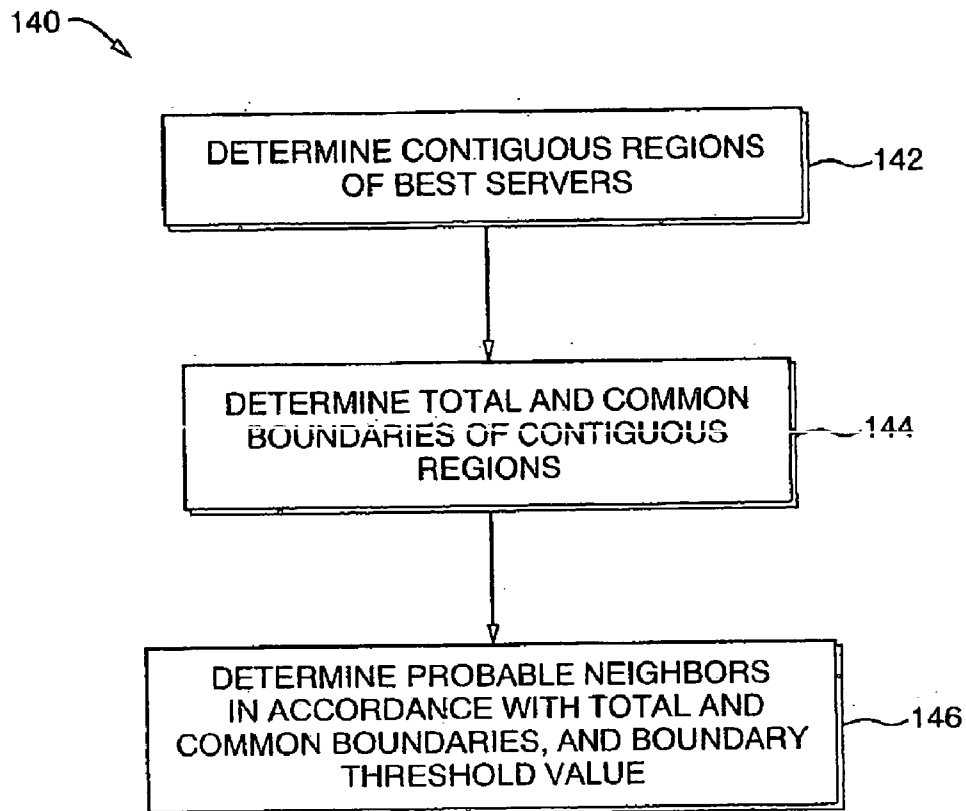 140
DETERMINE CONTIGUOUS REGIONS
OF BEST SERVERS
142
DETERMINE TOTAL AND COMMON
BOUNDARIES OF CONTIGUOUS
REGIONS
144
DETERMINE PROBABLE NEIGHBORS
IN ACCORDANCE WITH TOTAL AND
COMMON BOUNDARIES, AND BOUNDARY
THRESHOLD VALUE
146